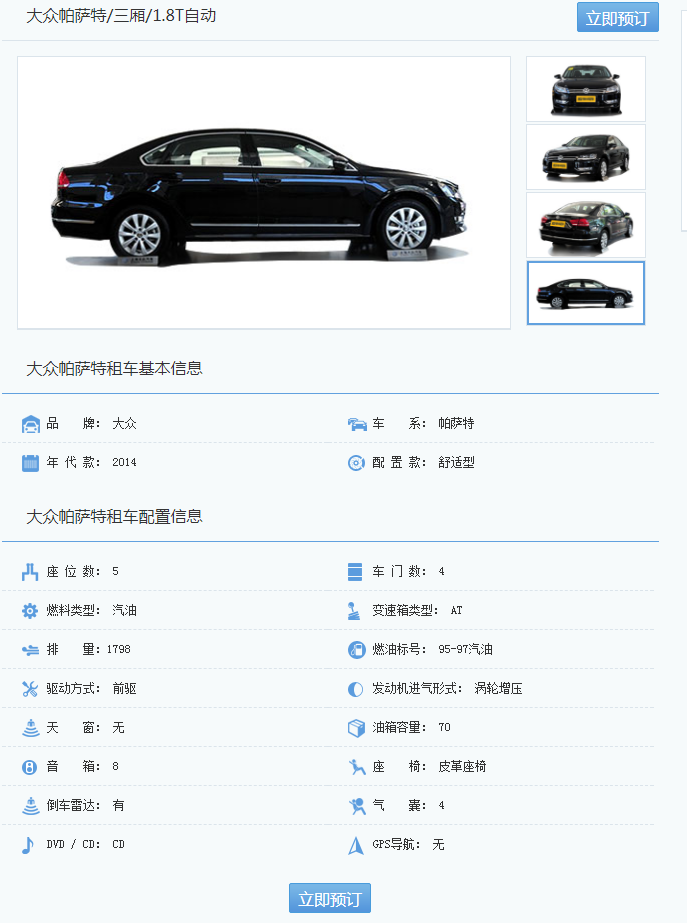 大众帕萨特/三厢/1.8T自动
立即预订
大众帕萨特租车基本信息
品 牌： 大众
车 系： 帕萨特
年 代 款： 2014
配 置 款： 舒适型
大众帕萨特租车配置信息
座 位 数： 5
车 门 数： 4
燃料类型： 汽油
变速箱类型： AT
排 量：1798
燃油标号： 95-97汽油
驱动方式： 前驱
发动机进气形式： 涡轮增压
天 窗： 无
油箱容量： 70
音 箱： 8
座 椅： 皮革座椅
倒车雷达： 有
气 囊： 4
DVD / CD： CD
GPS导航： 无
立即预订